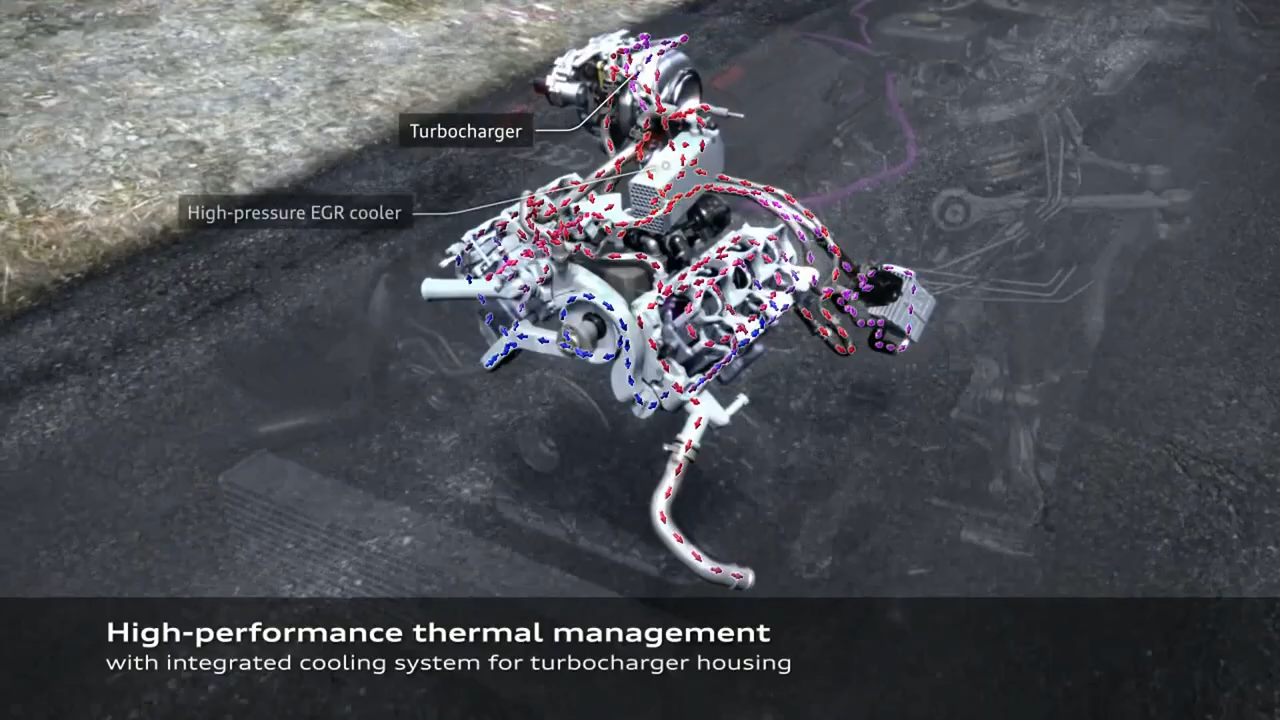 Turbocharger
High-pressure EGR cooler
High-performance thermal management
with integrated cooling system for turbocharger housing